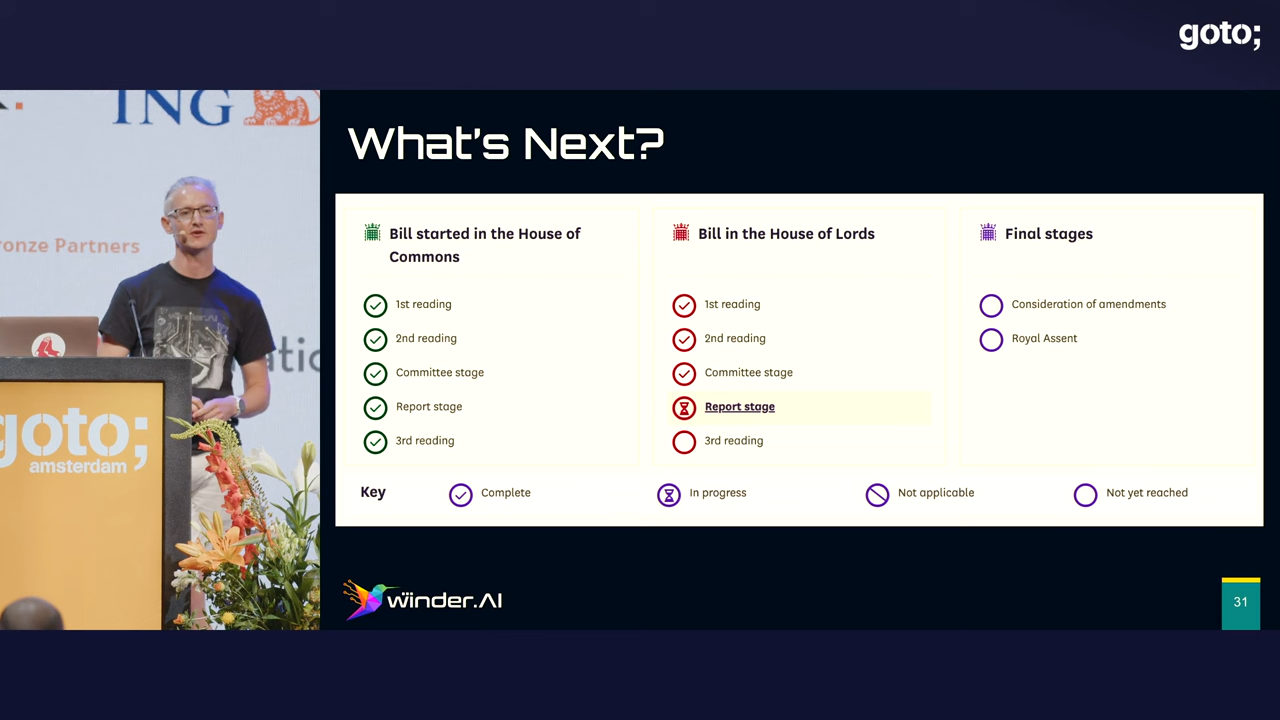 goto;
ING
ronze Partners
winder.AI
goto;
amsterdam
What's Next?
Bill started in the House of
Commons
1st reading
2nd reading
Committee stage
Report stage
3rd reading
Bill in the House of Lords
1st reading
2nd reading
Committee stage
Report stage
3rd reading
Final stages
Consideration of amendments
Royal Assent
Key
Complete
In progress
Not applicable
Not yet reached
winder.AI
31